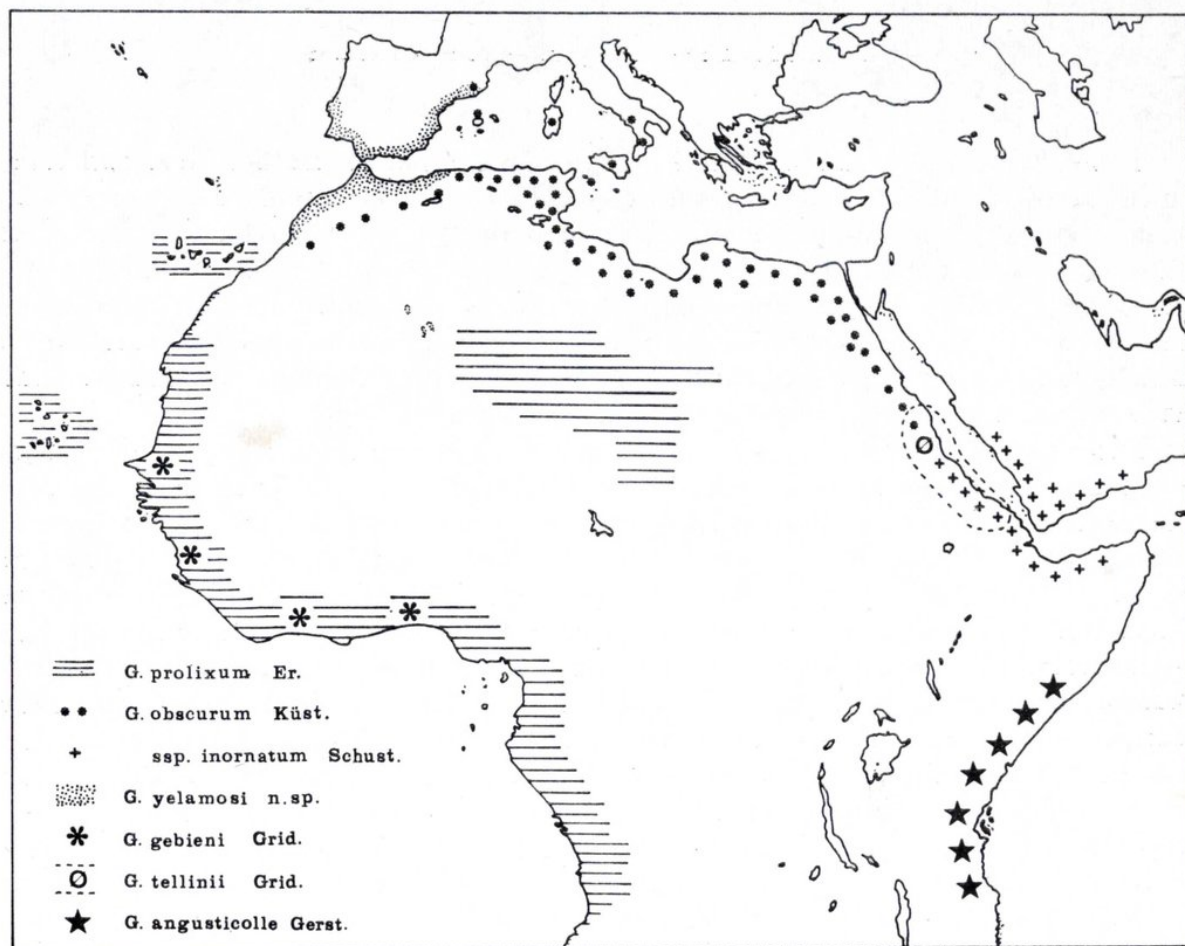 G. prolixum Er.
G. obscurum Küst.
ssp. inornatum Schust.
G. yelamosi n.sp.
G. gebieni Grid.
G. tellinii Grid.
G. angusticolle Gerst.